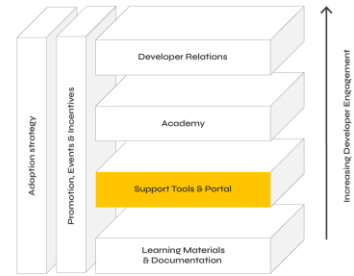 Developer Relations
Academy
Support Tools & Portal
Learning Materials
& Documentation
Adoption strategy
Promotion, Events & Incentives
Increasing Developer Engagement